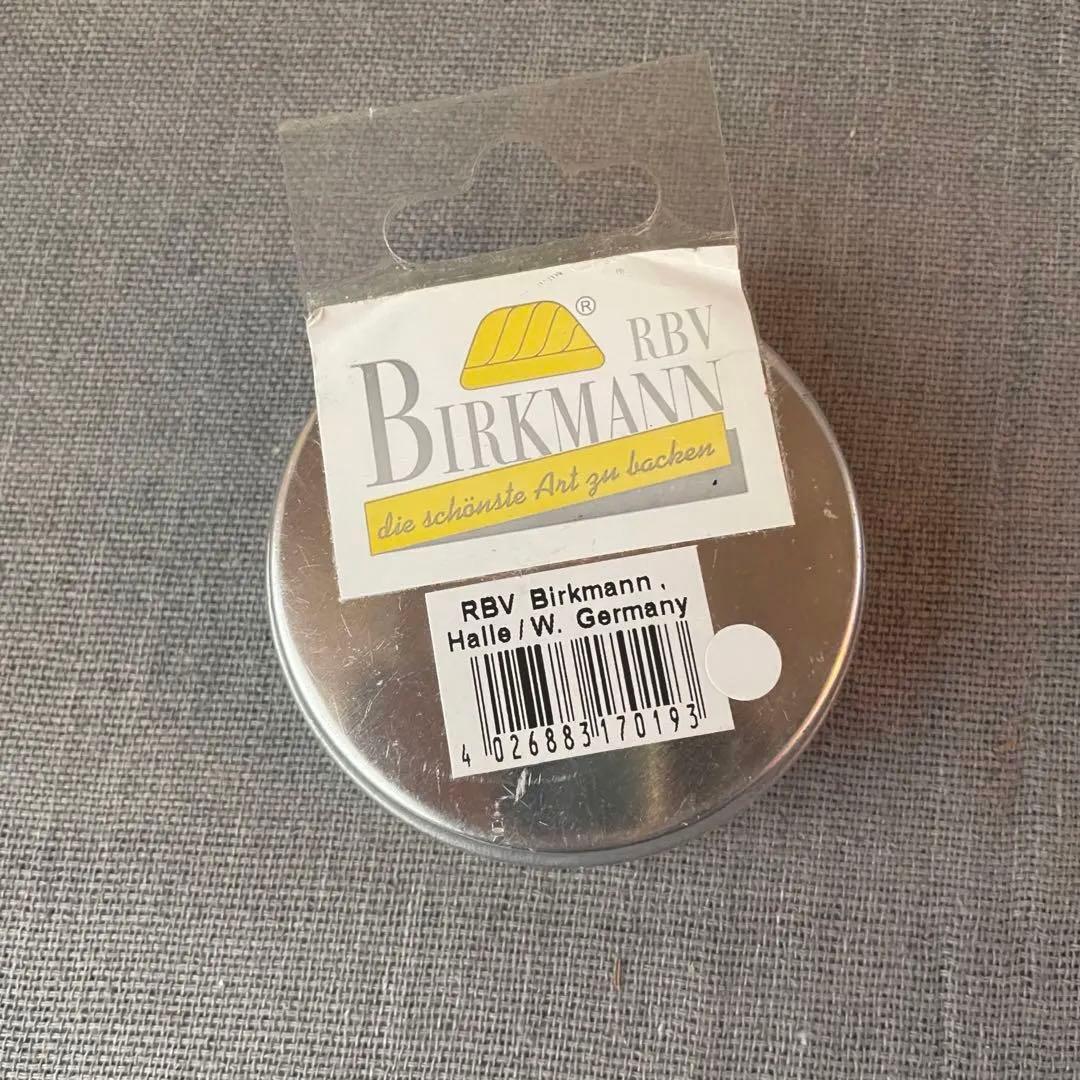 ®
RBV
BIRKMANN
die schönste Art zu backen
RBV Birkmann,
Halle/W. Germany
4 026883 170193